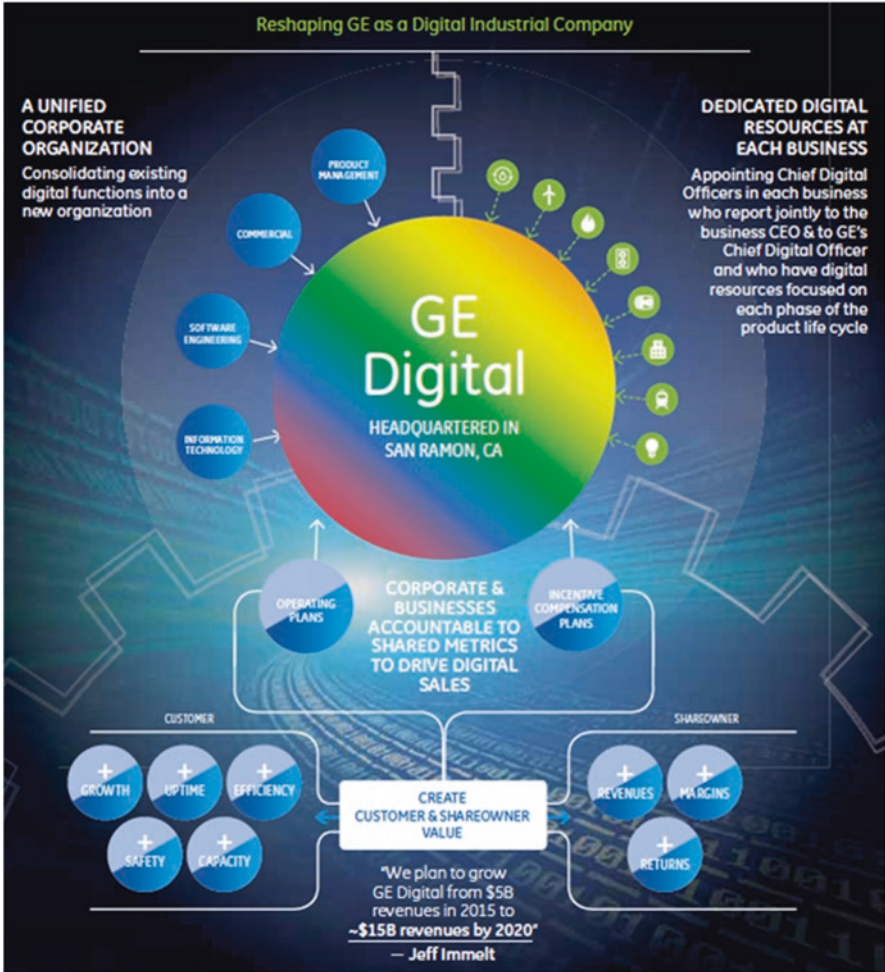 Reshaping GE as a Digital Industrial Company
A UNIFIED
CORPORATE
ORGANIZATION
Consolidating existing
digital functions into a
new organization
DEDICATED DIGITAL
RESOURCES AT
EACH BUSINESS
Appointing Chief Digital
Officers in each business
who report jointly to the
business CEO & to GE's
Chief Digital Officer
and who have digital
resources focused on
each phase of the
product life cycle
PRODUCT
MANAGEMENT
COMMERCIAL
SOFTWARE
ENGINEERING
INFORMATION
TECHNOLOGY
GE
Digital
HEADQUARTERED IN
SAN RAMON, CA
OPERATING
PLANS
CORPORATE &
BUSINESSES
ACCOUNTABLE TO
SHARED METRICS
TO DRIVE DIGITAL
SALES
INCENTIVE
COMPENSATION
PLANS
CUSTOMER
+
GROWTH
+
UPTIME
+
EFFICIENCY
+
SAFETY
+
CAPACITY
CREATE
CUSTOMER & SHAREOWNER
VALUE
SHAREOWNER
+
REVENUES
+
MARGINS
+
RETURNS
"We plan to grow
GE Digital from $5B
revenues in 2015 to
~$15B revenues by 2020"
— Jeff Immelt